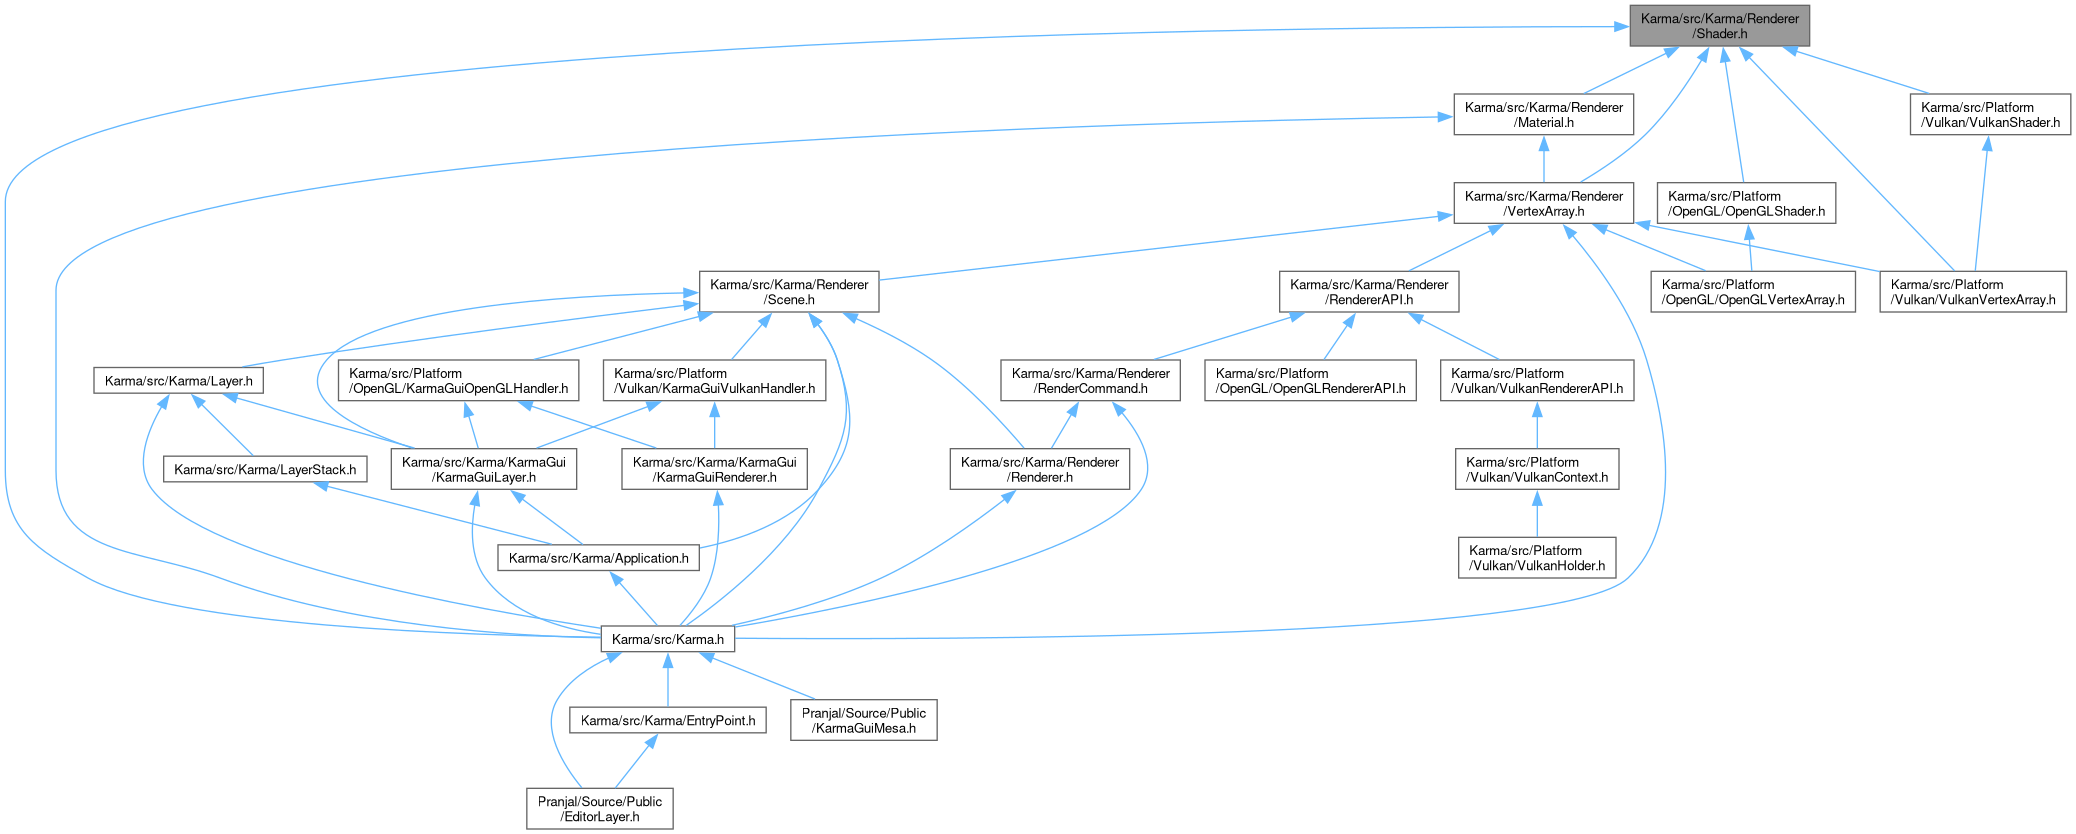 Karma/src/Karma/Renderer
/Shader.h
Karma/src/Karma/Renderer
/Material.h
Karma/src/Platform
/Vulkan/VulkanShader.h
Karma/src/Karma/Renderer
/VertexArray.h
Karma/src/Platform
/OpenGL/OpenGLShader.h
Karma/src/Karma/Renderer
/Scene.h
Karma/src/Karma/Renderer
/RendererAPI.h
Karma/src/Platform
/OpenGL/OpenGLVertexArray.h
Karma/src/Platform
/Vulkan/VulkanVertexArray.h
Karma/src/Karma/Layer.h
Karma/src/Platform
/OpenGL/KarmaGuiOpenGLHandler.h
Karma/src/Platform
/Vulkan/KarmaGuiVulkanHandler.h
Karma/src/Karma/Renderer
/RenderCommand.h
Karma/src/Platform
/OpenGL/OpenGLRendererAPI.h
Karma/src/Platform
/Vulkan/VulkanRendererAPI.h
Karma/src/Karma/LayerStack.h
Karma/src/Karma/KarmaGui
/KarmaGuiLayer.h
Karma/src/Karma/KarmaGui
/KarmaGuiRenderer.h
Karma/src/Karma/Renderer
/Renderer.h
Karma/src/Platform
/Vulkan/VulkanContext.h
Karma/src/Karma/Application.h
Karma/src/Platform
/Vulkan/VulkanHolder.h
Karma/src/Karma.h
Karma/src/Karma/EntryPoint.h
Pranjal/Source/Public
/KarmaGuiMesa.h
Pranjal/Source/Public
/EditorLayer.h